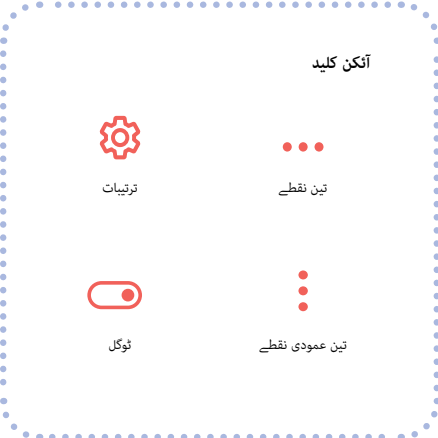 آئکن کلید
تین نقطے
ترتیبات
تین عمودی نقطے
ٹوگل